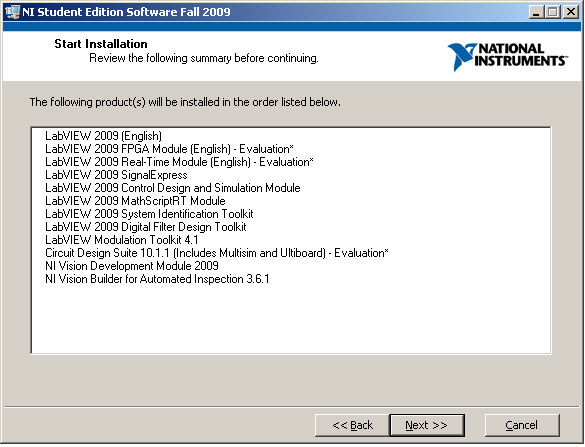 NI Student Edition Software Fall 2009
Start Installation
Review the following summary before continuing.
NATIONAL
INSTRUMENTS™
The following product(s) will be installed in the order listed below.
LabVIEW 2009 (English)
LabVIEW 2009 FPGA Module (English) - Evaluation*
LabVIEW 2009 Real-Time Module (English) - Evaluation*
LabVIEW 2009 SignalExpress
LabVIEW 2009 Control Design and Simulation Module
LabVIEW 2009 MathScriptRT Module
LabVIEW 2009 System Identification Toolkit
LabVIEW 2009 Digital Filter Design Toolkit
LabVIEW Modulation Toolkit 4.1
Circuit Design Suite 10.1.1 (Includes Multisim and Ultiboard) - Evaluation*
NI Vision Development Module 2009
NI Vision Builder for Automated Inspection 3.6.1
<< Back
Next >>
Cancel